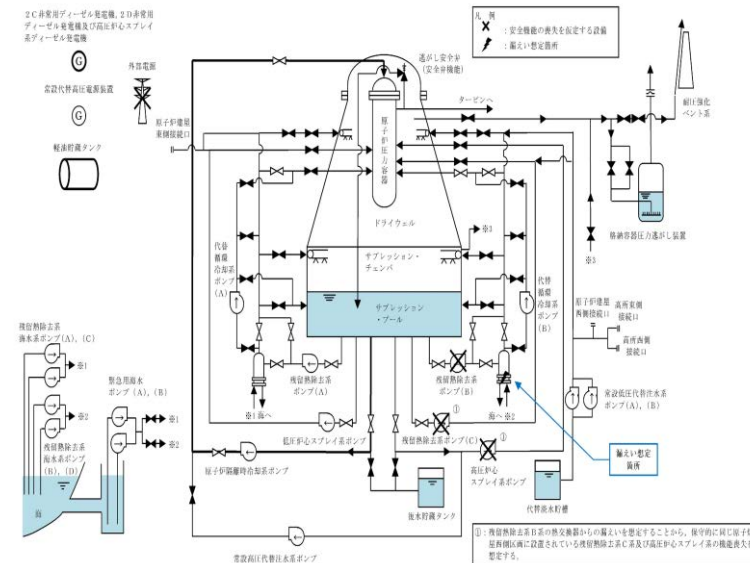 2C非常用ディーゼル発電機, 2D非常用
ディーゼル発電機及び高圧炉心スプレイ
系ディーゼル発電機
G
常設代替高圧電源装置
G
軽油貯蔵タンク
外部電源
原子炉建屋
東側接続口
凡 例
:安全機能の喪失を仮定する設備
:漏えい想定箇所
逃がし安全弁
(安全弁機能)
タービンへ
原子炉圧力容器
ドライウェル
耐圧強化
ベント系
格納容器圧力逃がし装置
※3
※3
サプレッション・
チェンバ
サプレッション
・プール
代替
循環
冷却系
ポンプ
(A)
代替
循環
冷却系
ポンプ
(B)
原子炉建屋
西側接続口
高所東側
接続口
高所西側
接続口
残留熱除去系
海水系ポンプ(A),(C)
※1
※2
残留熱除去系
海水系ポンプ
(B),(D)
緊急用海水
ポンプ(A),(B)
※1
※2
海
残留熱除去系
ポンプ(A)
残留熱除去系
ポンプ(B)
※1 海へ
海へ ※2
低圧炉心スプレイ系ポンプ
残留熱除去系ポンプ(C)
①
①
原子炉隔離時冷却系ポンプ
高圧炉心
スプレイ系ポンプ
常設低圧代替注水系
ポンプ(A),(B)
漏えい想定
箇所
復水貯蔵タンク
代替淡水貯槽
常設高圧代替注水系ポンプ
①:残留熱除去系B系の熱交換器からの漏えいを想定することから,保守的に同じ原子炉
屋西側区画に設置されている残留熱除去系C系及び高圧炉心スプレイ系の機能喪失を
想定する。